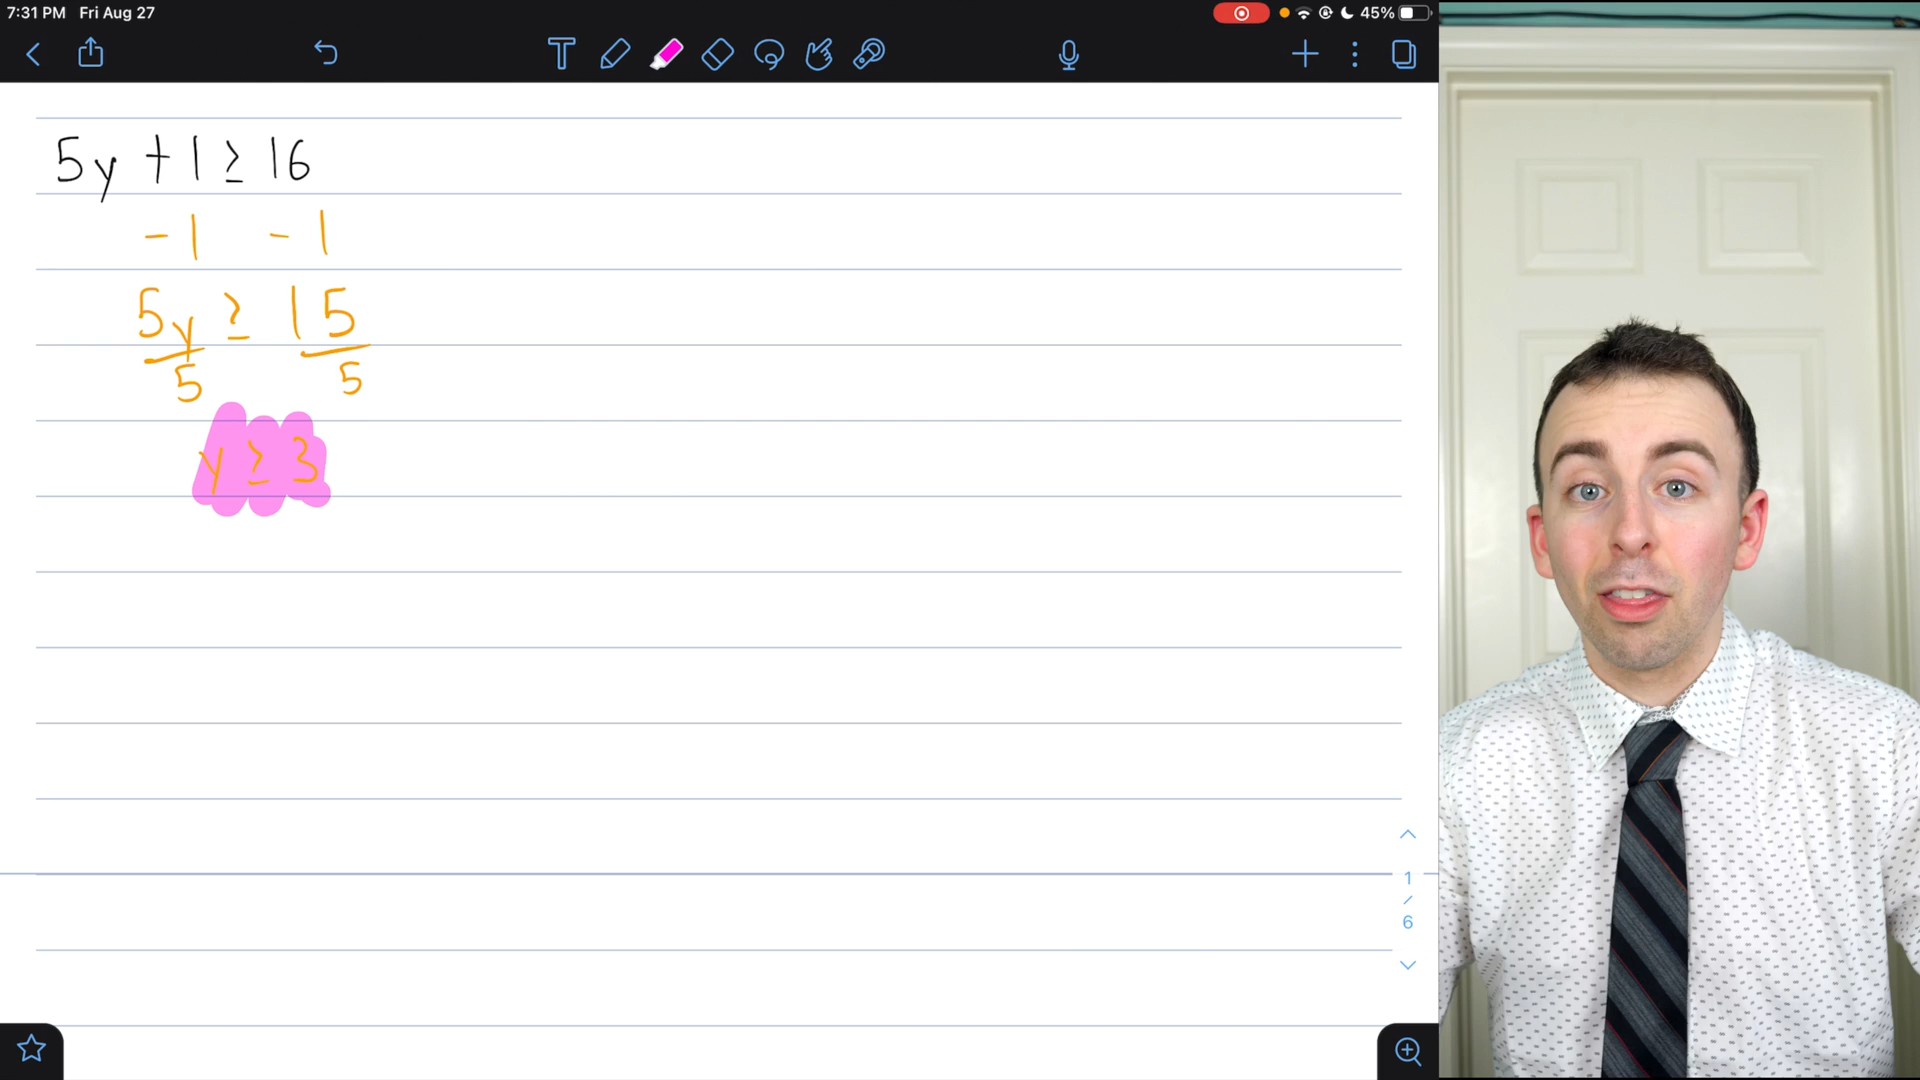 7:31 PM Fri Aug 27
45%
T
5y + 1 ≥ 16
- 1 - 1
5y ≥ 15
5 5
y ≥ 3
1
/
6